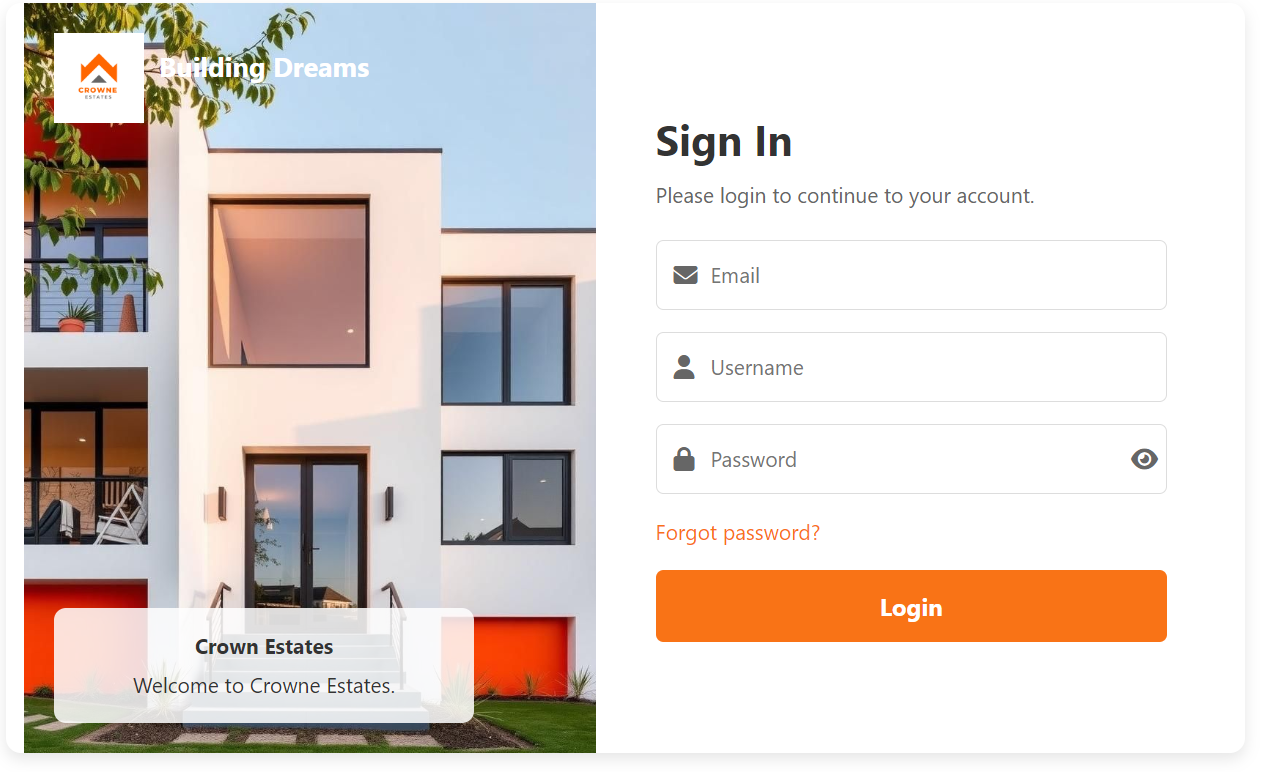 CROWNE
ESTATES
Building Dreams
Crown Estates
Welcome to Crowne Estates.
Sign In
Please login to continue to your account.
Email
Username
Password
Forgot password?
Login